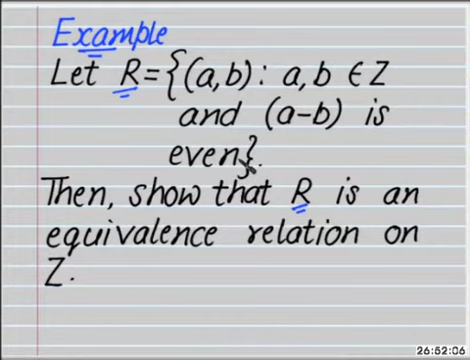 Example
Let R={(a,b): a,b ∈ Z
and (a-b) is
even}.
Then, show that R is an
equivalence relation on
Z.
26:52:06